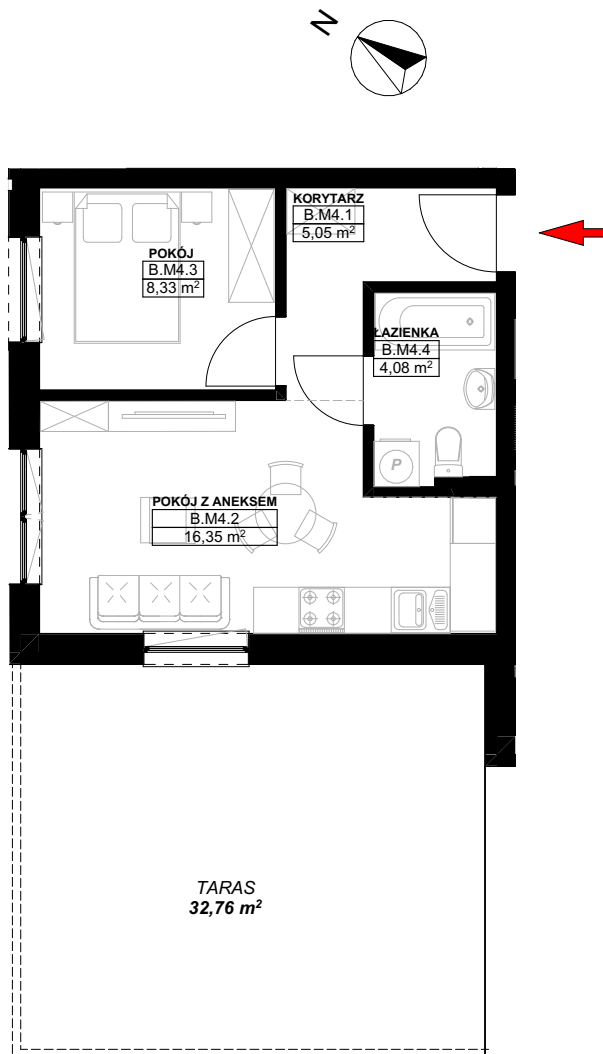 N
KORYTARZ
B.M4.1
5,05 m²
POKÓJ
B.M4.3
8,33 m²
ŁAZIENKA
B.M4.4
4,08 m²
P
POKÓJ Z ANEKSEM
B.M4.2
16,35 m²
TARAS
32,76 m²